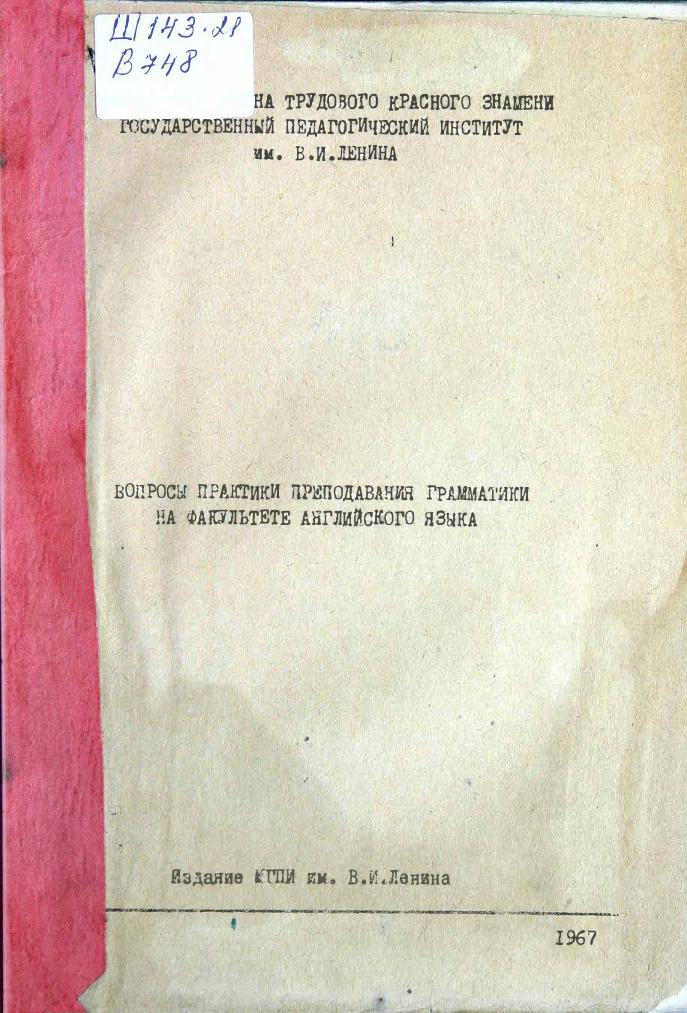 Ш 143.21
В 748
НА ТРУДОВОГО КРАСНОГО ЗНАМЕНИ
ГОСУДАРСТВЕННЫЙ ПЕДАГОГИЧЕСКИЙ ИНСТИТУТ
им. В.И.ЛЕНИНА
ВОПРОСЫ ПРАКТИКИ ПРЕПОДАВАНИЯ ГРАММАТИКИ
НА ФАКУЛЬТЕТЕ АНГЛИЙСКОГО ЯЗЫКА
Издание МГПИ им. В.И.Ленина
1967